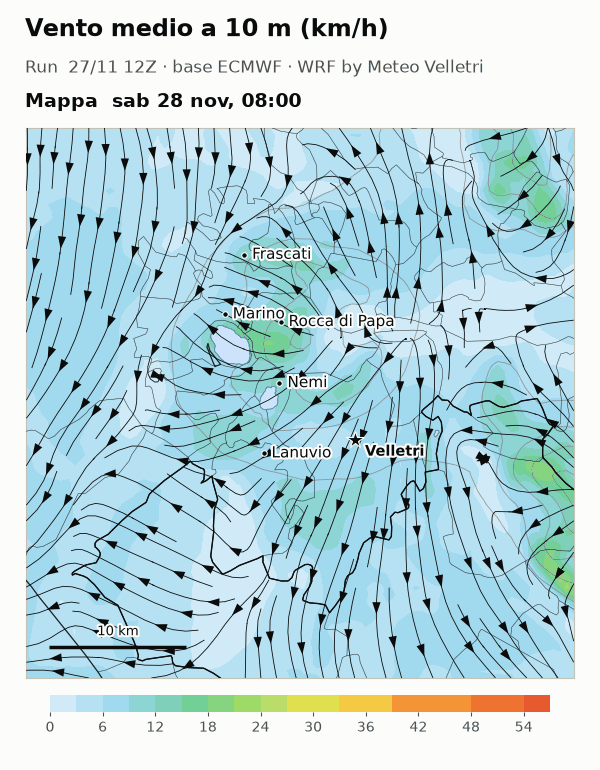 Vento medio a 10 m (km/h)
Run  27/11 12Z · base ECMWF · WRF by Meteo Velletri
Mappa  sab 28 nov, 08:00
Frascati
Marino
Rocca di Papa
Nemi
Velletri
Lanuvio
10 km
0 6 12 18 24 30 36 42 48 54